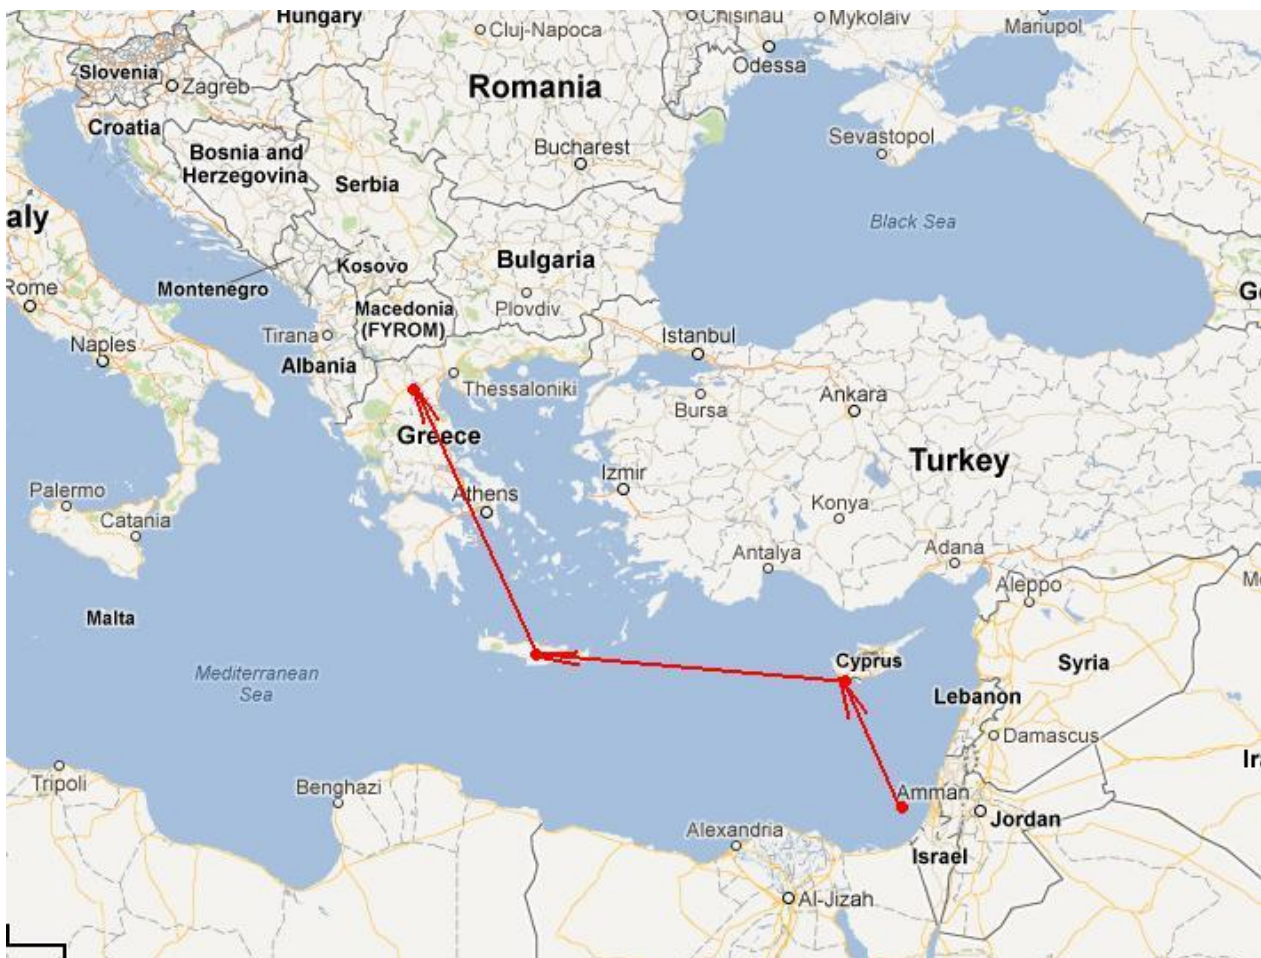 Hungary
Cluj-Napoca
Chisinau
Mykolaiv
Mariupol
Slovenia
Zagreb
Romania
Odessa
Croatia
Bosnia and
Herzegovina
Serbia
Bucharest
Sevastopol
aly
Black Sea
Kosovo
Bulgaria
Montenegro
Rome
Macedonia
(FYROM)
Plovdiv
Ge
Tirana
Naples
Albania
Istanbul
Thessaloniki
Bursa
Ankara
Greece
Turkey
Izmir
Palermo
Athens
Konya
Catania
Antalya
Adana
Aleppo
Mo
Malta
Mediterranean
Sea
Cyprus
Syria
Lebanon
Damascus
Ira
Tripoli
Benghazi
Amman
Jordan
Alexandria
Israel
Al-Jizah